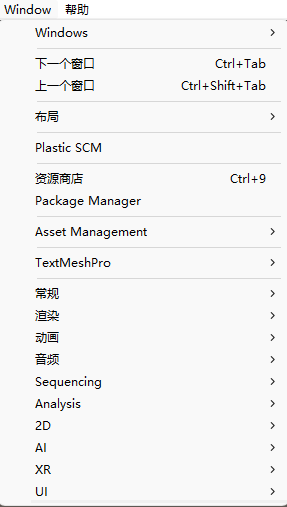 Window 帮助
Windows
下一个窗口 Ctrl+Tab
上一个窗口 Ctrl+Shift+Tab
布局
Plastic SCM
资源商店 Ctrl+9
Package Manager
Asset Management
TextMeshPro
常规
渲染
动画
音频
Sequencing
Analysis
2D
AI
XR
UI